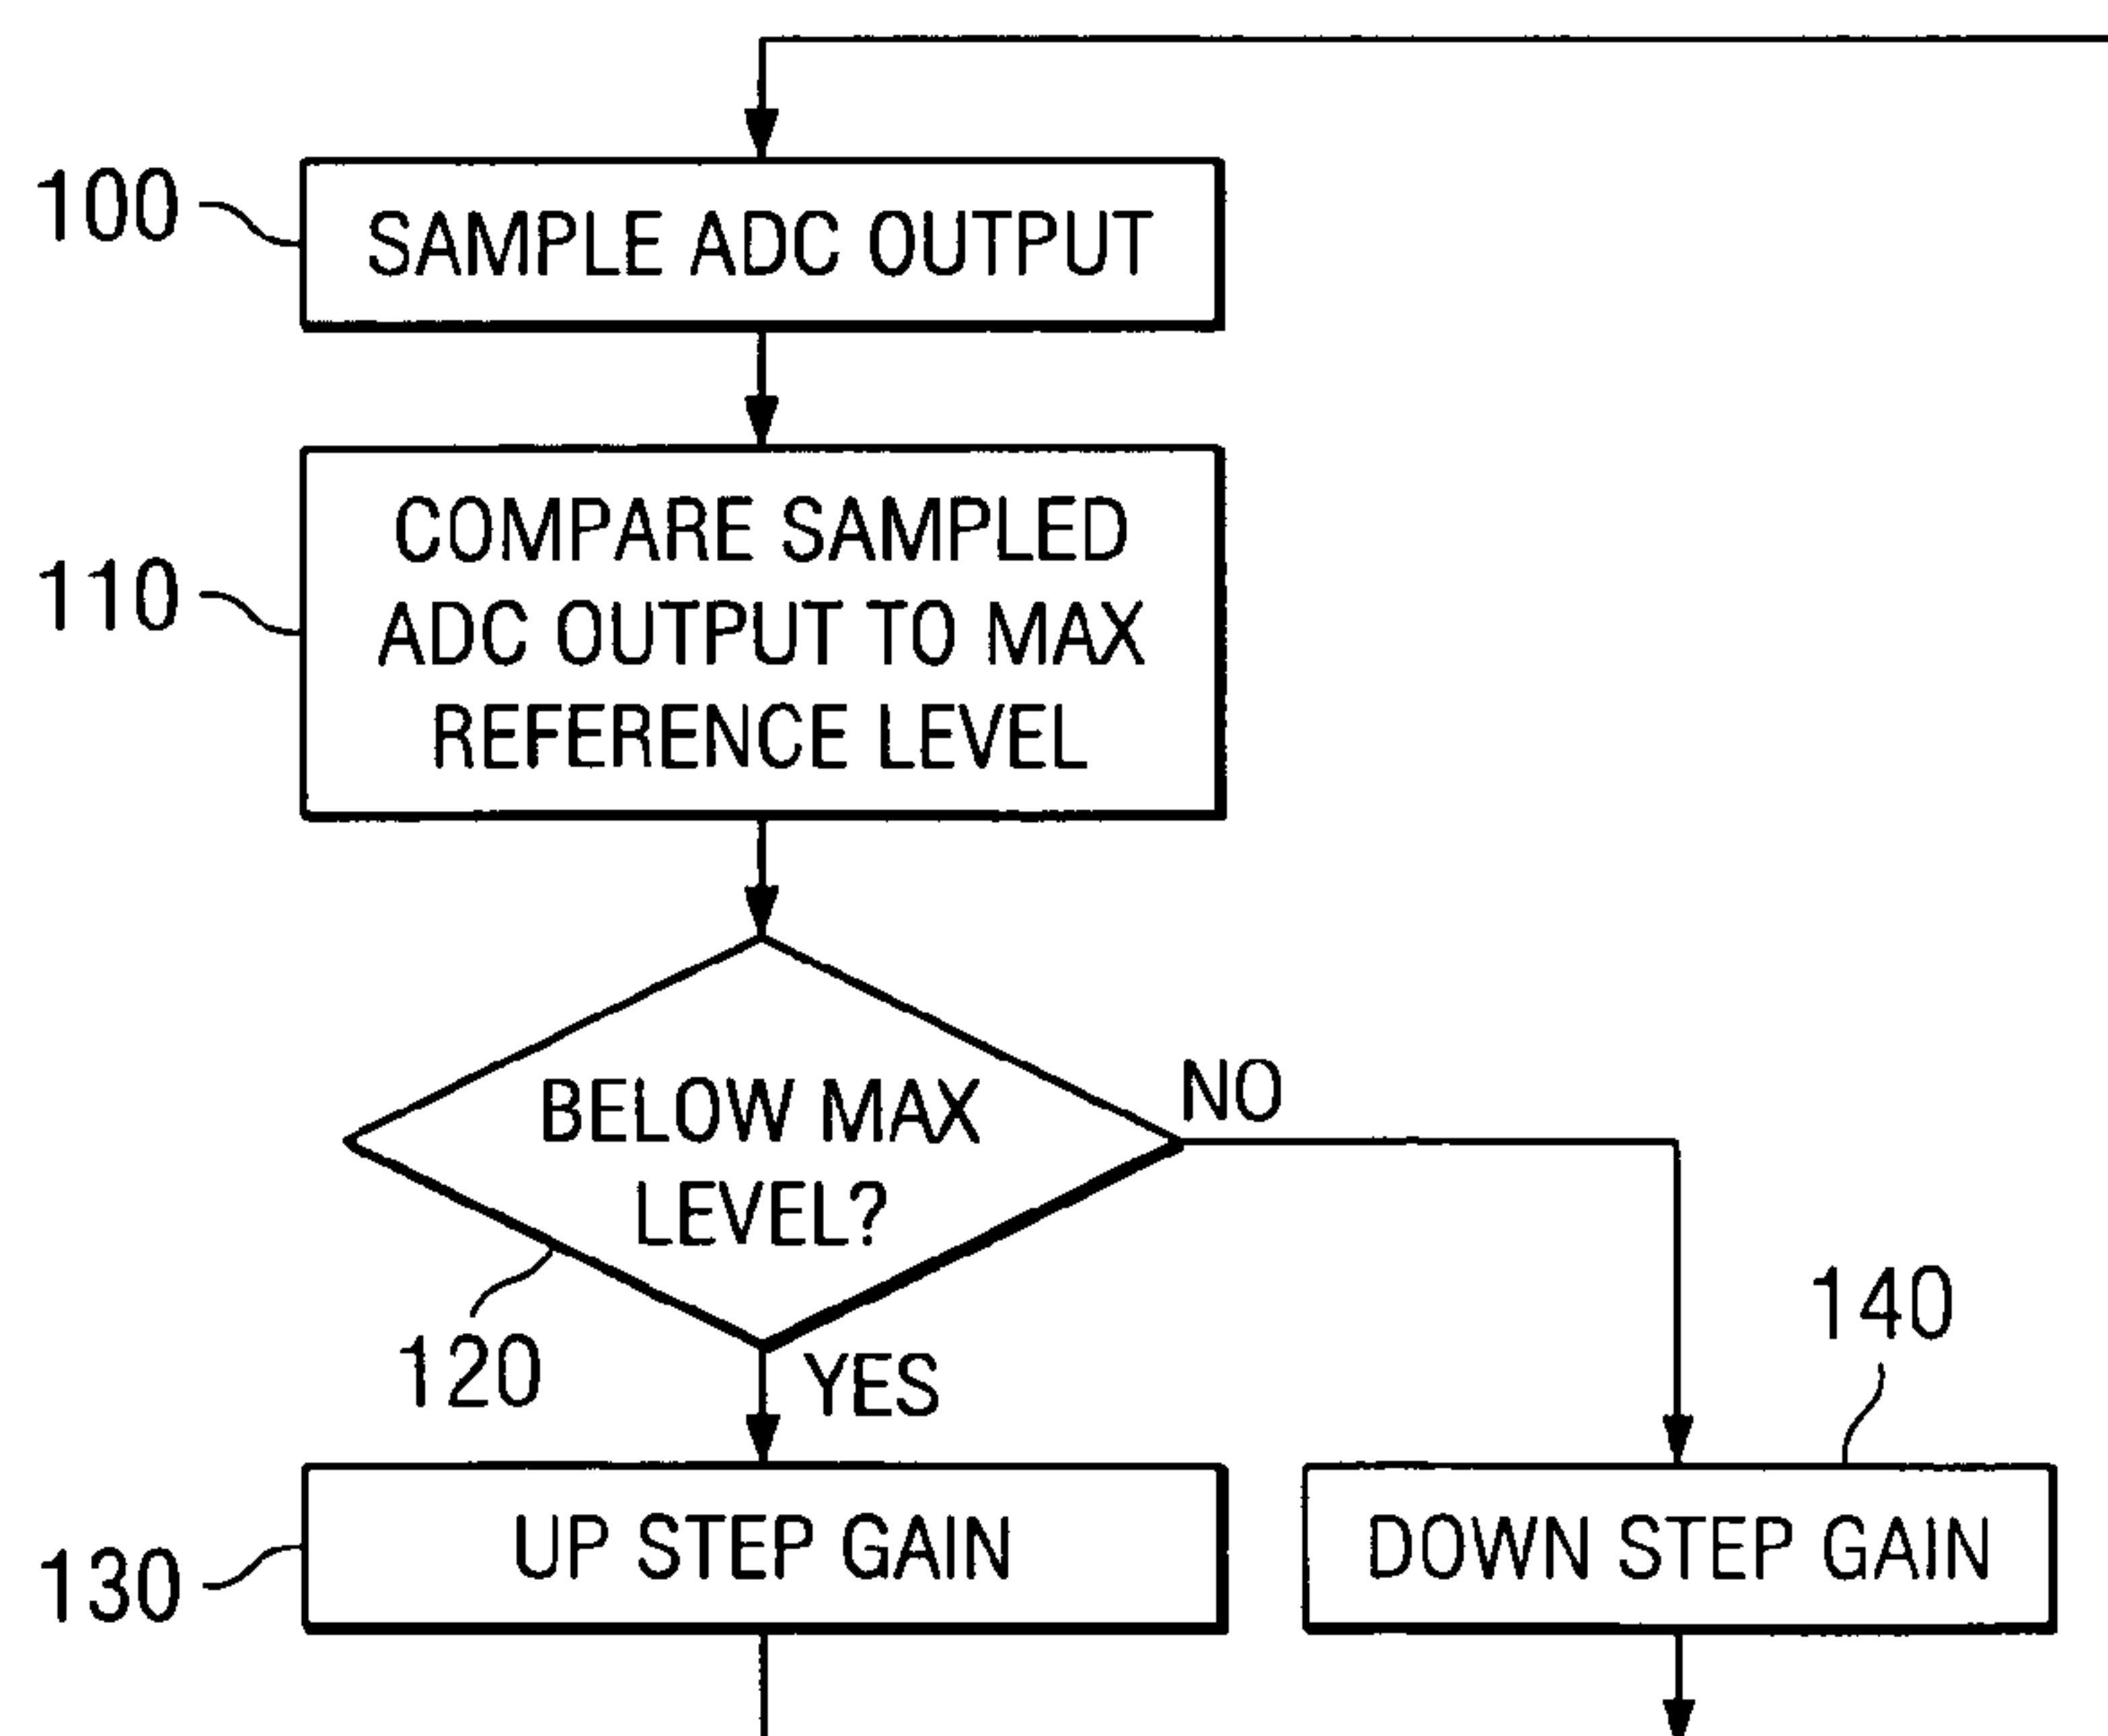 100
SAMPLE ADC OUTPUT
110
COMPARE SAMPLED
ADC OUTPUT TO MAX
REFERENCE LEVEL
BELOW MAX
LEVEL?
NO
120
YES
140
130
UP STEP GAIN
DOWN STEP GAIN